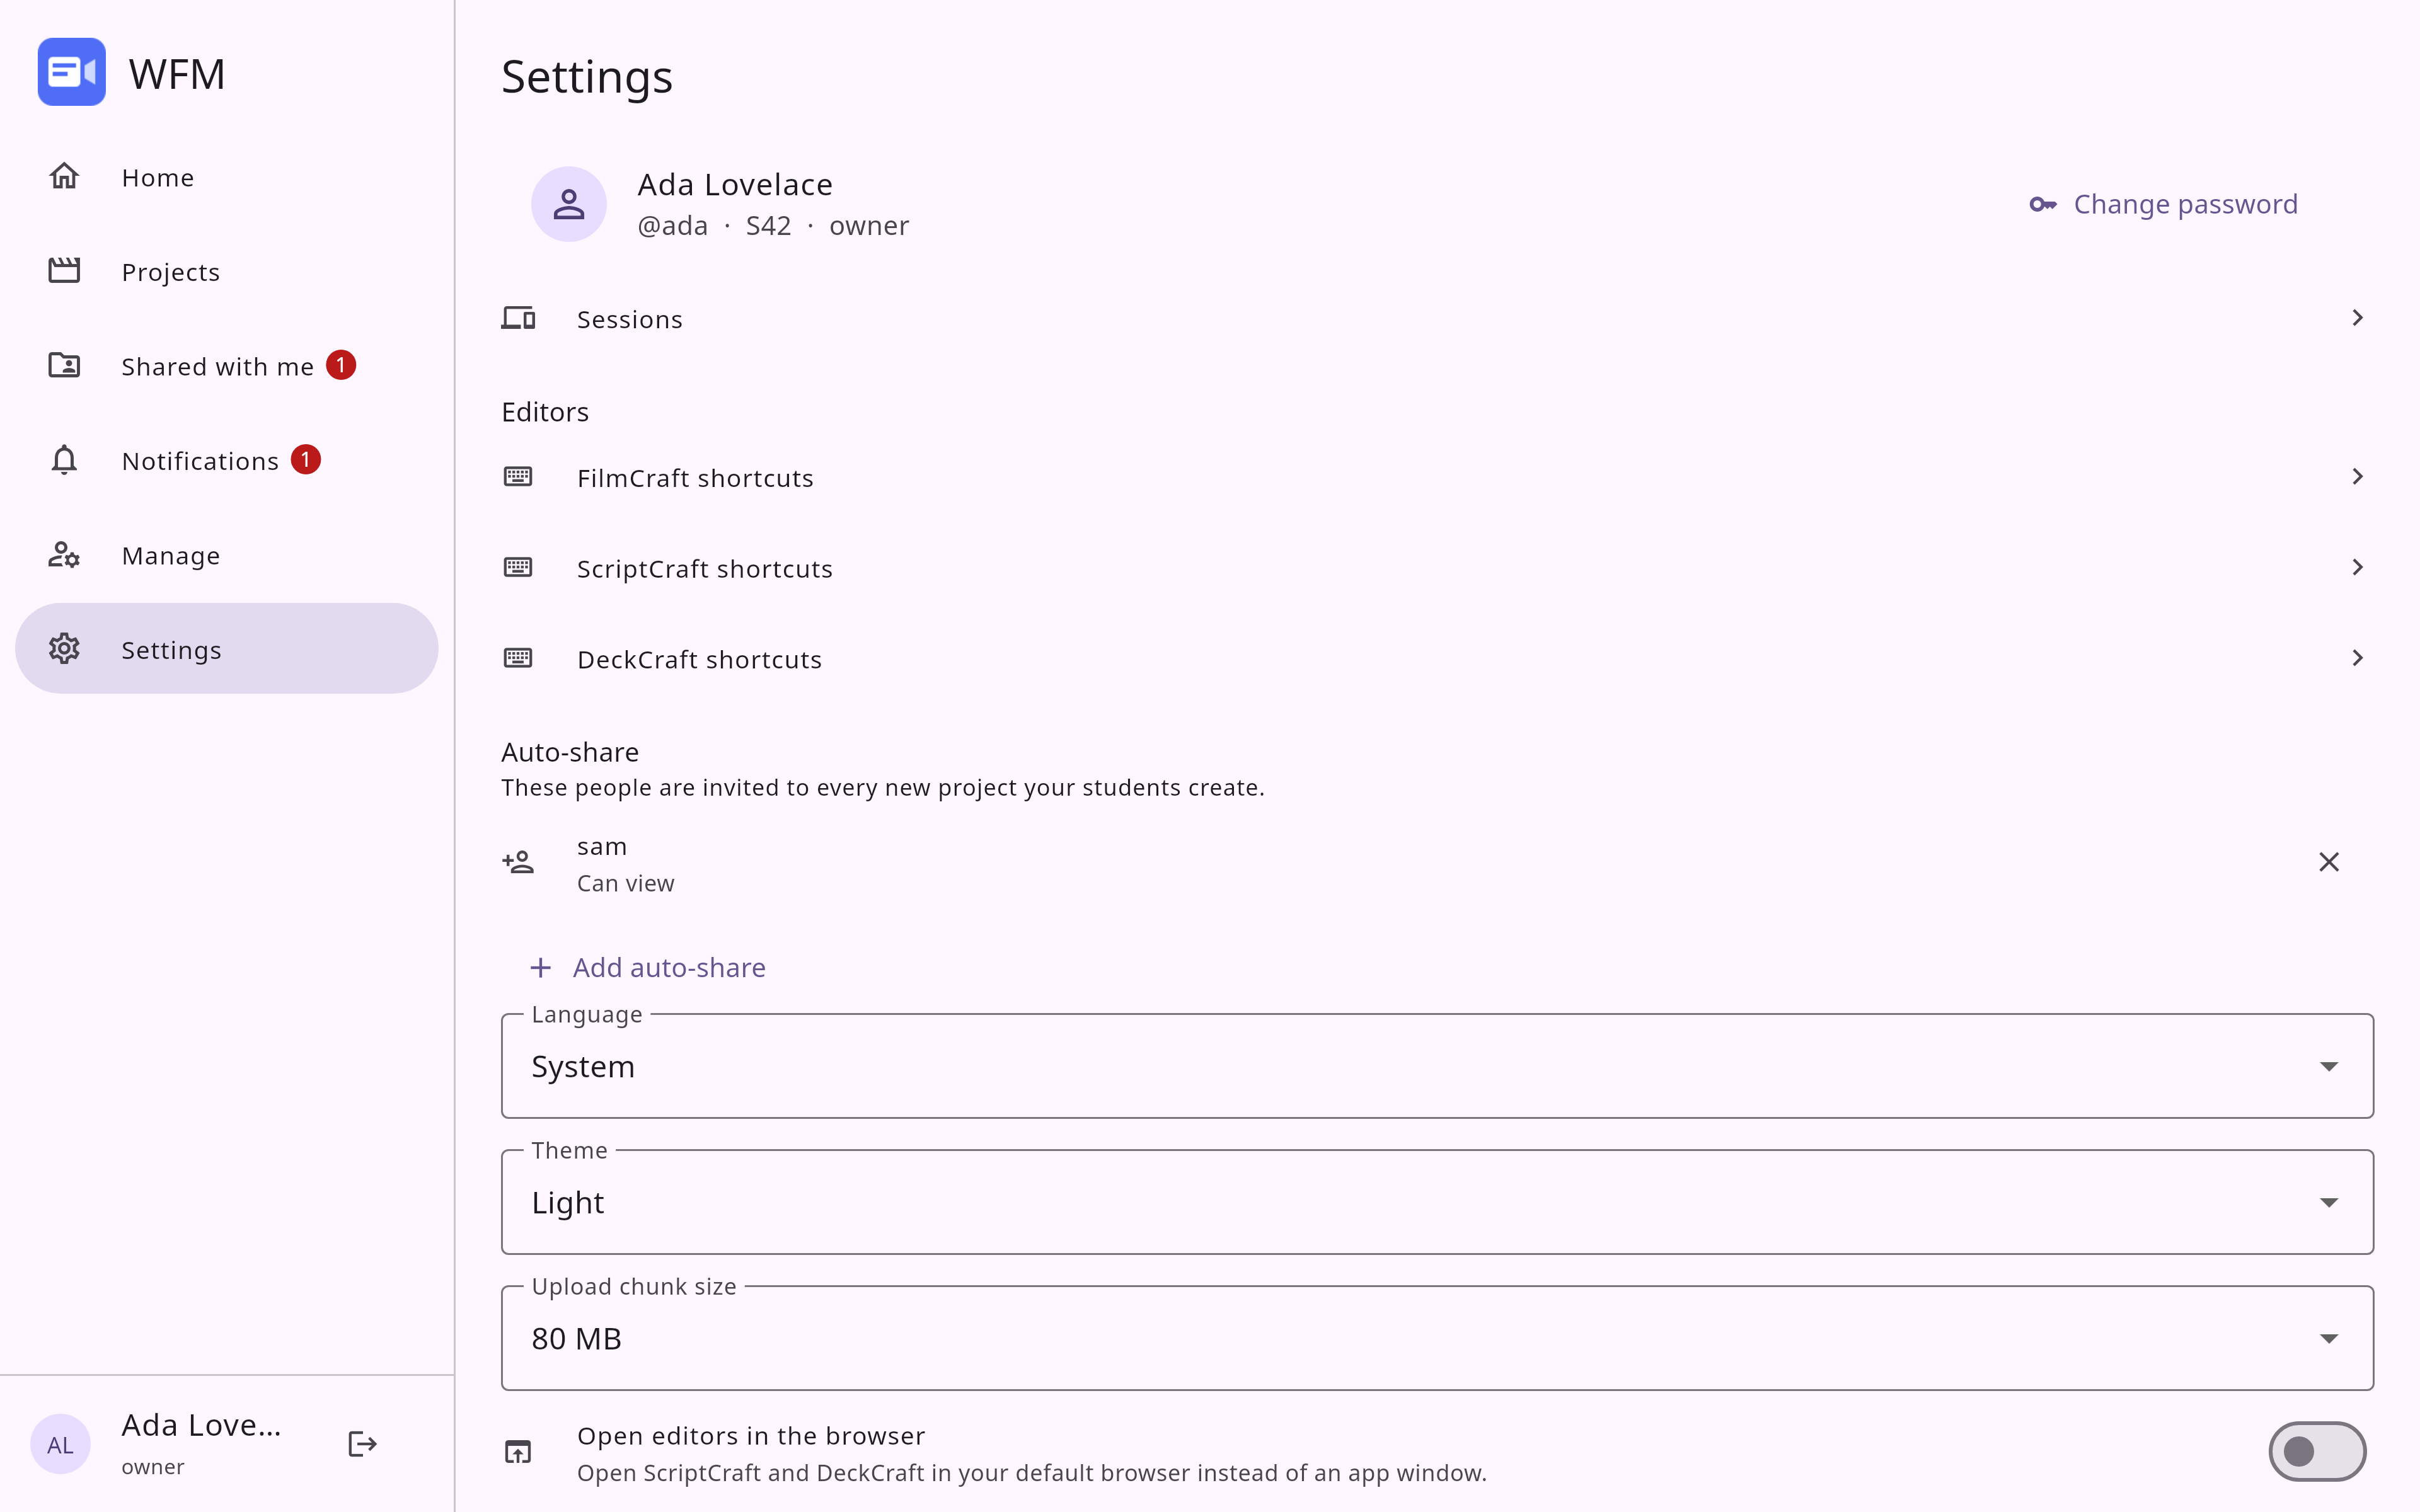 WFM
Home
Projects
Shared with me 1
Notifications 1
Manage
Settings
AL
Ada Love...
owner
Settings
Ada Lovelace
@ada · S42 · owner
Change password
Sessions
Editors
FilmCraft shortcuts
ScriptCraft shortcuts
DeckCraft shortcuts
Auto-share
These people are invited to every new project your students create.
sam
Can view
Add auto-share
Language
System
Theme
Light
Upload chunk size
80 MB
Open editors in the browser
Open ScriptCraft and DeckCraft in your default browser instead of an app window.